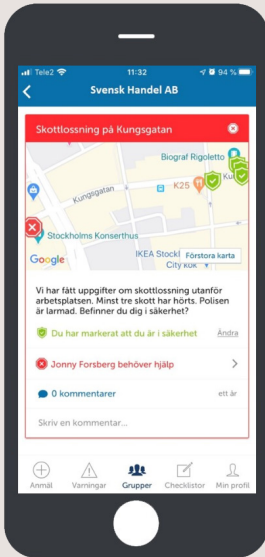 Tele2 11:32 94 %
Svensk Handel AB
Skottlossning på Kungsgatan
Biograf Rigoletto
Kungsgatan
K25
Ku
Stockholms Konserthus
IKEA Stockl
City kök
Google
Förstora karta
Vi har fått uppgifter om skottlossning utanför
arbetsplatsen. Minst tre skott har hörts. Polisen
är larmad. Befinner du dig i säkerhet?
Du har markerat att du är i säkerhet Ändra
Jonny Forsberg behöver hjälp
0 kommentarer ett år
Skriv en kommentar...
Anmäl Varningar Grupper Checklistor Min profil